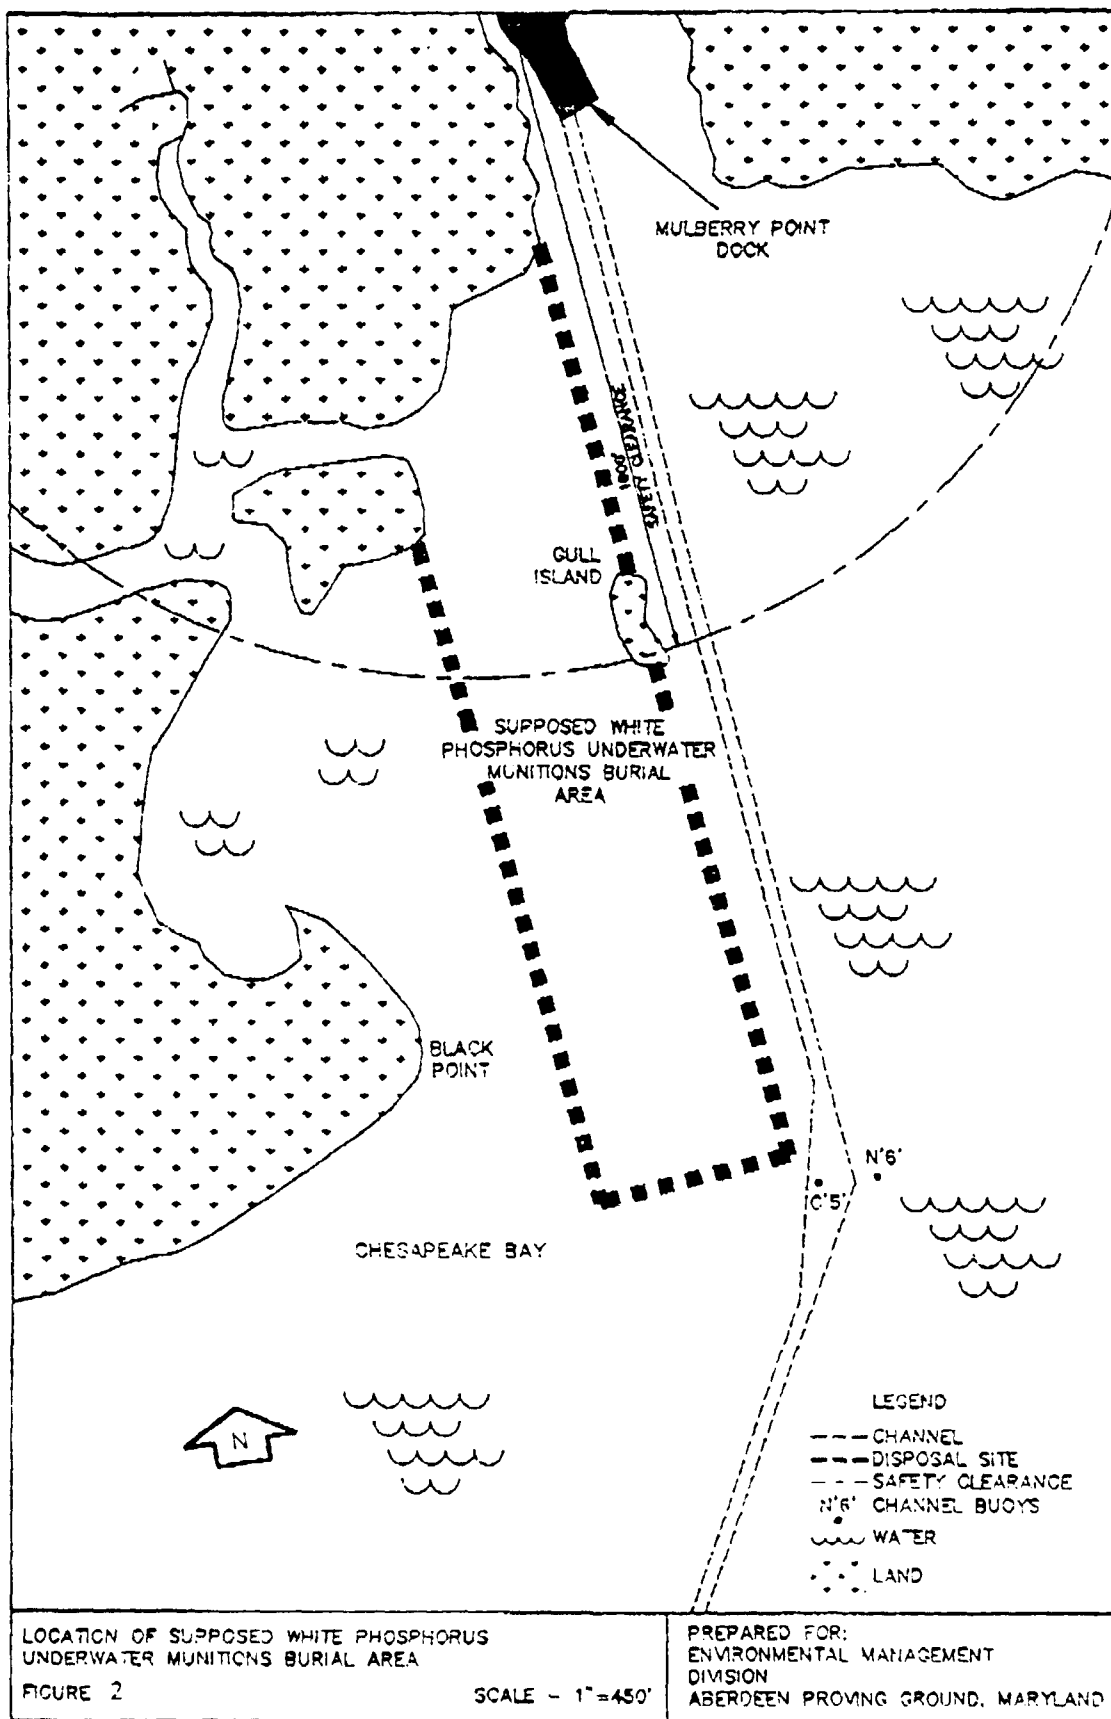 MULBERRY POINT
DOCK
1800'
SAFETY CLEARANCE
GULL
ISLAND
SUPPOSED WHITE
PHOSPHORUS UNDERWATER
MUNITIONS BURIAL
AREA
BLACK
POINT
N'6'
C'5'
CHESAPEAKE BAY
N
LEGEND
CHANNEL
DISPOSAL SITE
SAFETY CLEARANCE
N'6' CHANNEL BUOYS
WATER
LAND
LOCATION OF SUPPOSED WHITE PHOSPHORUS
UNDERWATER MUNITIONS BURIAL AREA
FIGURE 2
SCALE - 1"=450'
PREPARED FOR:
ENVIRONMENTAL MANAGEMENT
DIVISION
ABERDEEN PROVING GROUND, MARYLAND